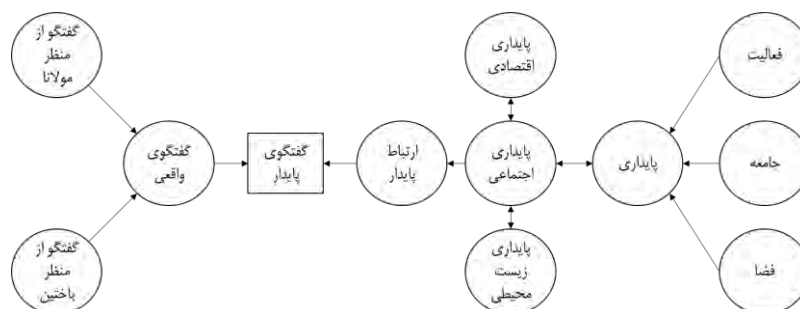 فعالیت
جامعه
فضا
پایداری
پایداری
اقتصادی
پایداری
اجتماعی
پایداری
زیست
محیطی
ارتباط
پایدار
گفتگوی
پایدار
گفتگوی
واقعی
گفتگو از
منظر
مولانا
گفتگو از
منظر
باختین